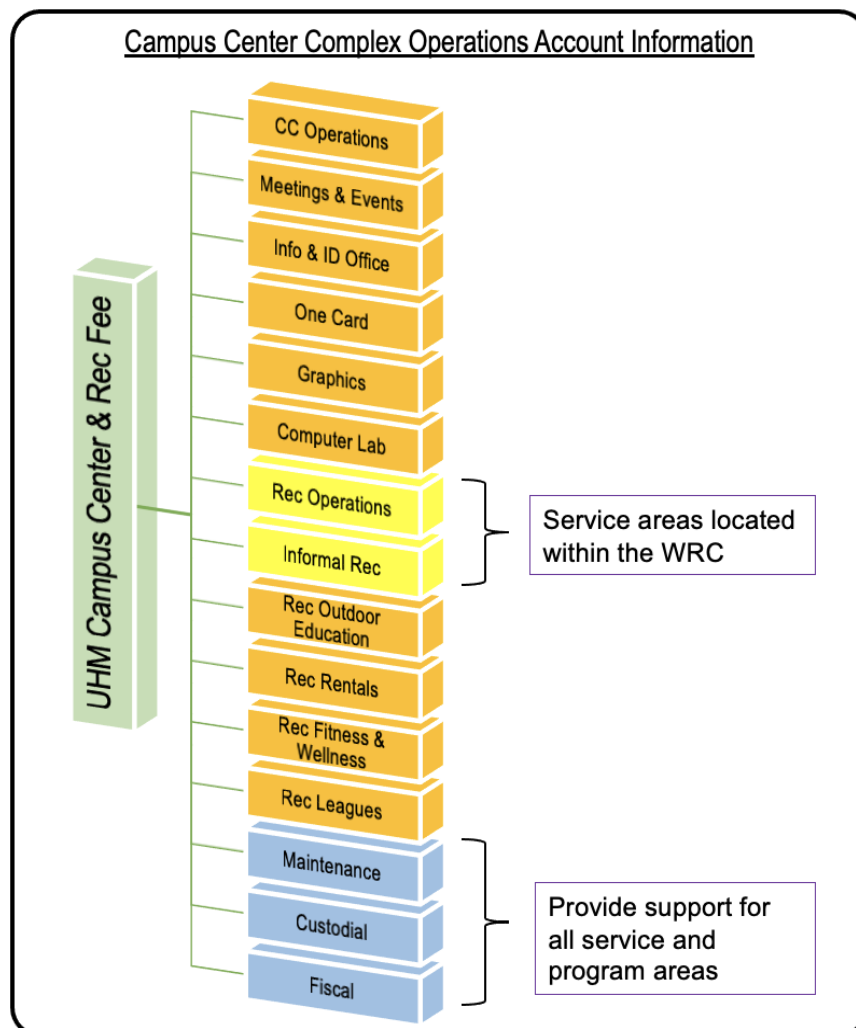 Campus Center Complex Operations Account Information
UHM Campus Center & Rec Fee
CC Operations
Meetings & Events
Info & ID Office
One Card
Graphics
Computer Lab
Rec Operations
Informal Rec
Service areas located
within the WRC
Rec Outdoor
Education
Rec Rentals
Rec Fitness &
Wellness
Rec Leagues
Maintenance
Custodial
Fiscal
Provide support for
all service and
program areas